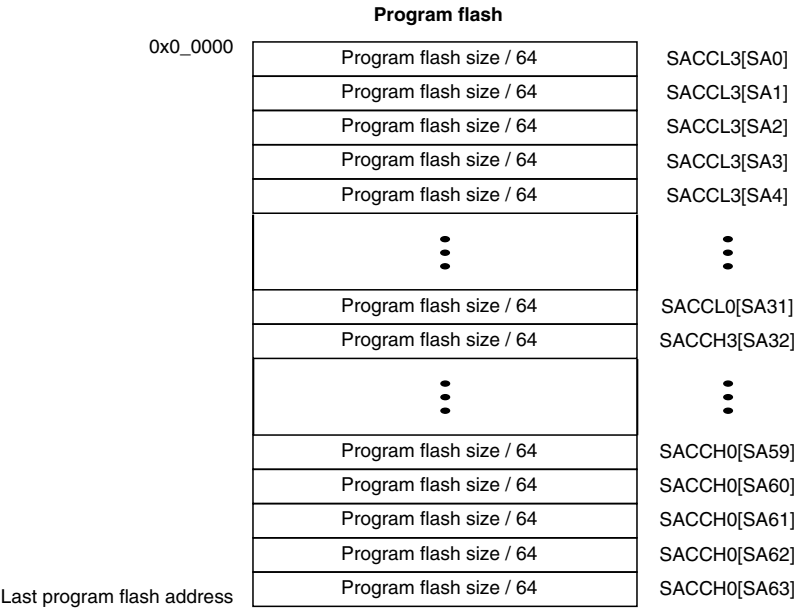 Program flash
0x0_0000
Program flash size / 64 SACCL3[SA0]
Program flash size / 64 SACCL3[SA1]
Program flash size / 64 SACCL3[SA2]
Program flash size / 64 SACCL3[SA3]
Program flash size / 64 SACCL3[SA4]
Program flash size / 64 SACCL0[SA31]
Program flash size / 64 SACCH3[SA32]
Program flash size / 64 SACCH0[SA59]
Program flash size / 64 SACCH0[SA60]
Program flash size / 64 SACCH0[SA61]
Program flash size / 64 SACCH0[SA62]
Program flash size / 64 SACCH0[SA63]
Last program flash address